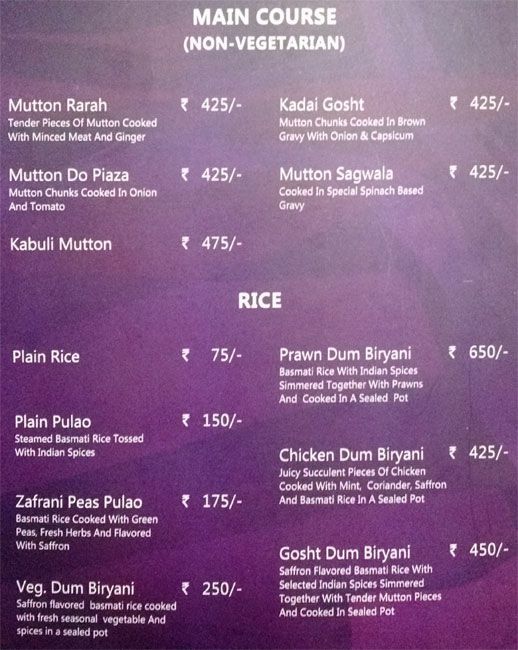 MAIN COURSE
(NON-VEGETARIAN)
Mutton Rarah ₹ 425/-
Tender Pieces Of Mutton Cooked
With Minced Meat And Ginger
Kadai Gosht ₹ 425/-
Mutton Chunks Cooked In Brown
Gravy With Onion & Capsicum
Mutton Do Piaza ₹ 425/-
Mutton Chunks Cooked In Onion
And Tomato
Mutton Sagwala ₹ 425/-
Cooked In Special Spinach Based
Gravy
Kabuli Mutton ₹ 475/-
RICE
Plain Rice ₹ 75/-
Plain Pulao ₹ 150/-
Steamed Basmati Rice Tossed
With Indian Spices
Zafrani Peas Pulao ₹ 175/-
Basmati Rice Cooked With Green
Peas, Fresh Herbs And Flavored
With Saffron
Veg. Dum Biryani ₹ 250/-
Saffron flavored basmati rice cooked
with fresh seasonal vegetable And
spices in a sealed pot
Prawn Dum Biryani ₹ 650/-
Basmati Rice With Indian Spices
Simmered Together With Prawns
And Cooked In A Sealed Pot
Chicken Dum Biryani ₹ 425/-
Juicy Succulent Pieces Of Chicken
Cooked With Mint, Coriander, Saffron
And Basmati Rice In A Sealed Pot
Gosht Dum Biryani ₹ 450/-
Saffron Flavored Basmati Rice With
Selected Indian Spices Simmered
Together With Tender Mutton Pieces
And Cooked In Sealed Pot